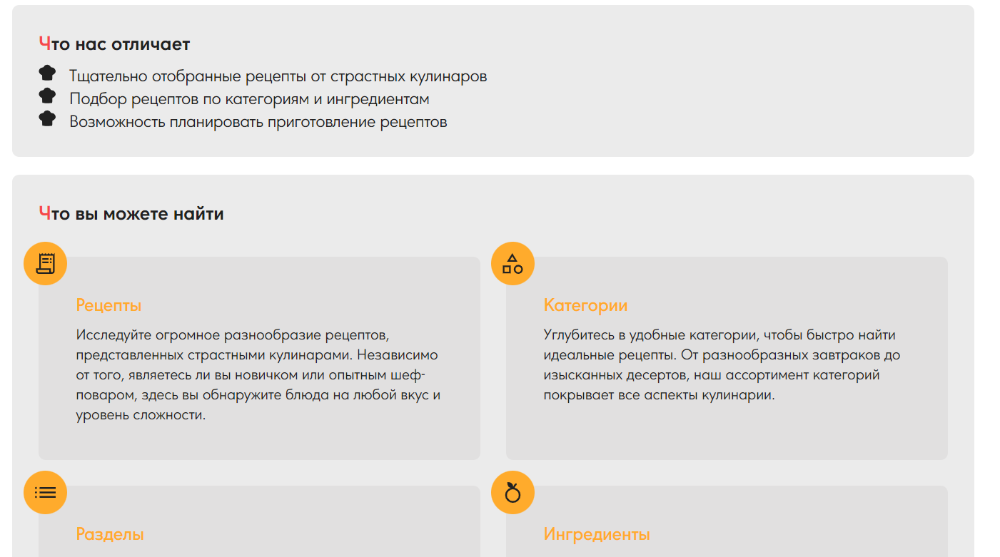 Что нас отличает
Тщательно отобранные рецепты от страстных кулинаров
Подбор рецептов по категориям и ингредиентам
Возможность планировать приготовление рецептов
Что вы можете найти
Рецепты
Исследуйте огромное разнообразие рецептов,
представленных страстными кулинарами. Независимо
от того, являетесь ли вы новичком или опытным шеф-
поваром, здесь вы обнаружите блюда на любой вкус и
уровень сложности.
Категории
Углубитесь в удобные категории, чтобы быстро найти
идеальные рецепты. От разнообразных завтраков до
изысканных десертов, наш ассортимент категорий
покрывает все аспекты кулинарии.
Разделы
Ингредиенты